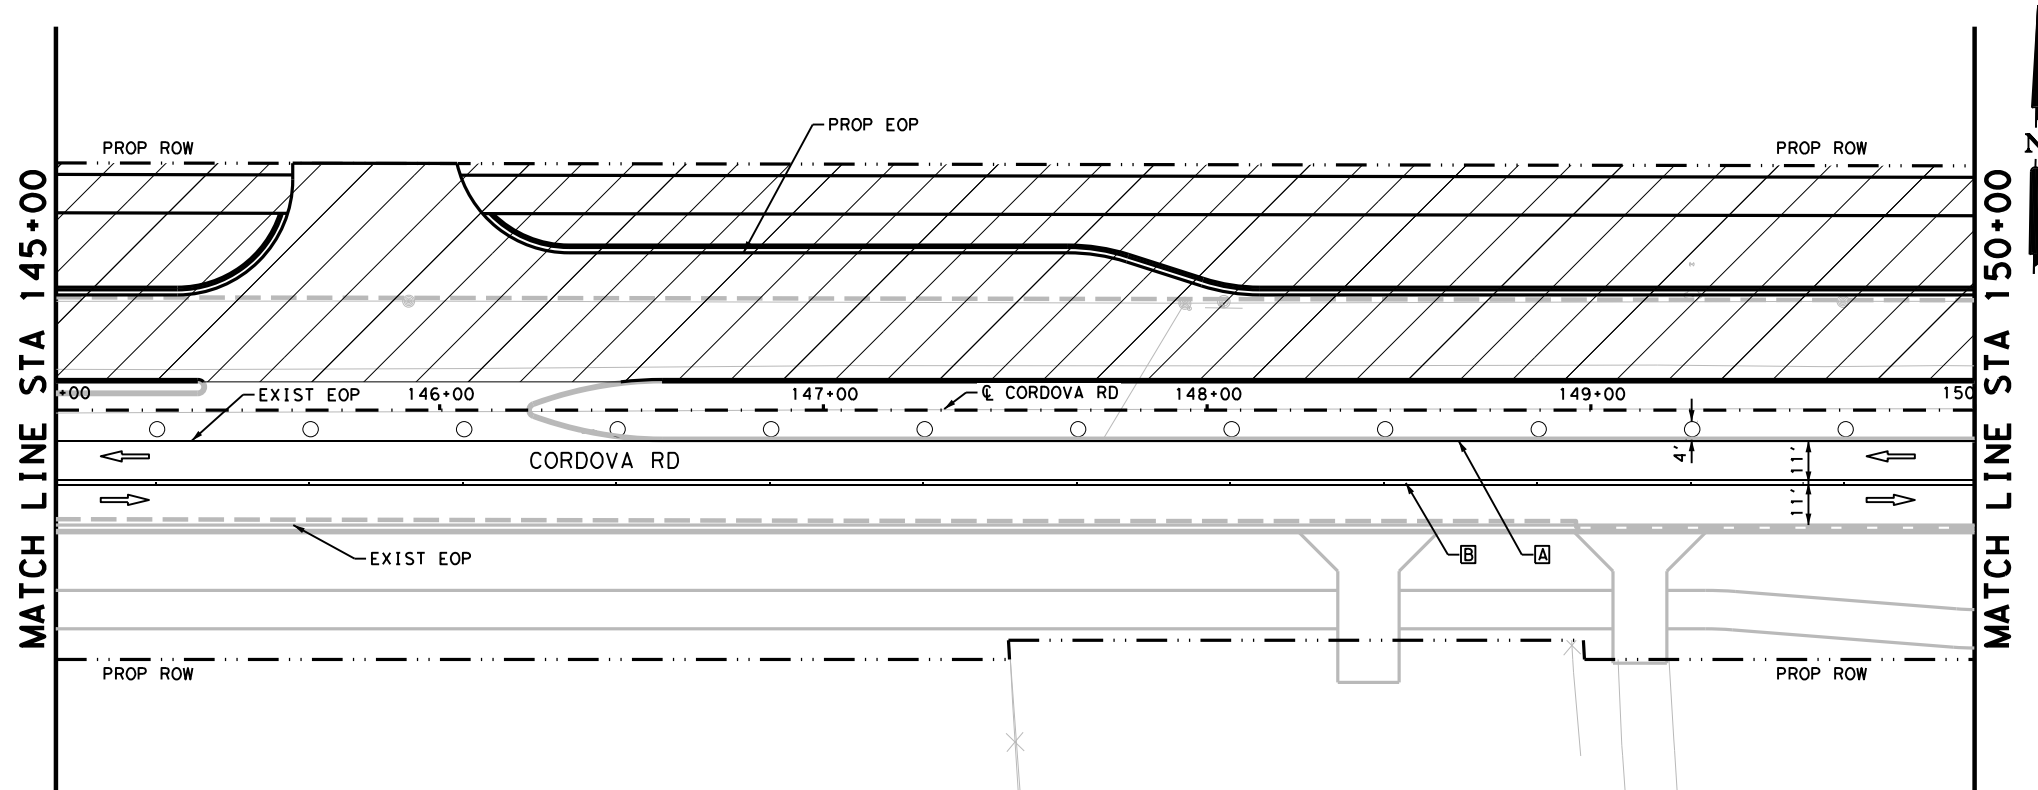 PROP EOP
PROP ROW
PROP ROW
N
MATCH LINE STA 145+00
MATCH LINE STA 150+00
+00
EXIST EOP
146+00
147+00
℄ CORDOVA RD
148+00
149+00
150
CORDOVA RD
4'
11'
11'
EXIST EOP
B
A
PROP ROW
PROP ROW